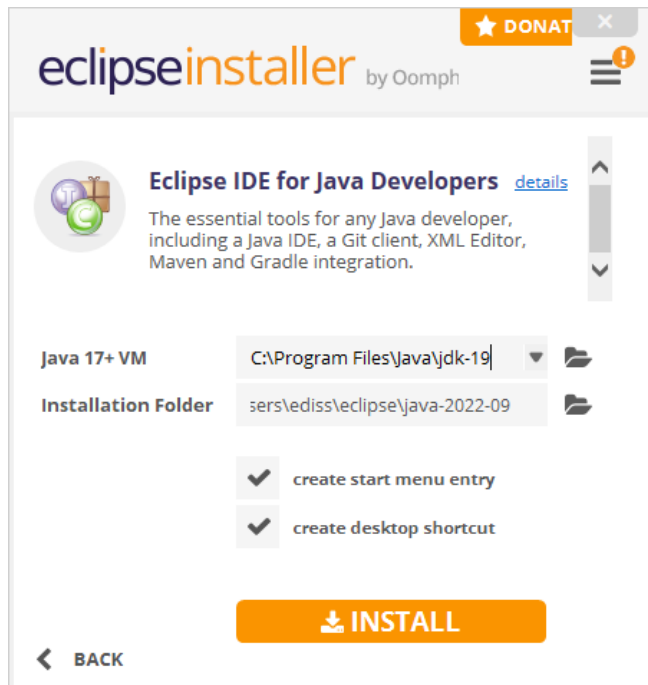 DONAT
eclipseinstaller by Oomph
Eclipse IDE for Java Developers details
The essential tools for any Java developer,
including a Java IDE, a Git client, XML Editor,
Maven and Gradle integration.
Java 17+ VM C:\Program Files\Java\jdk-19
Installation Folder sers\ediss\eclipse\java-2022-09
create start menu entry
create desktop shortcut
INSTALL
BACK